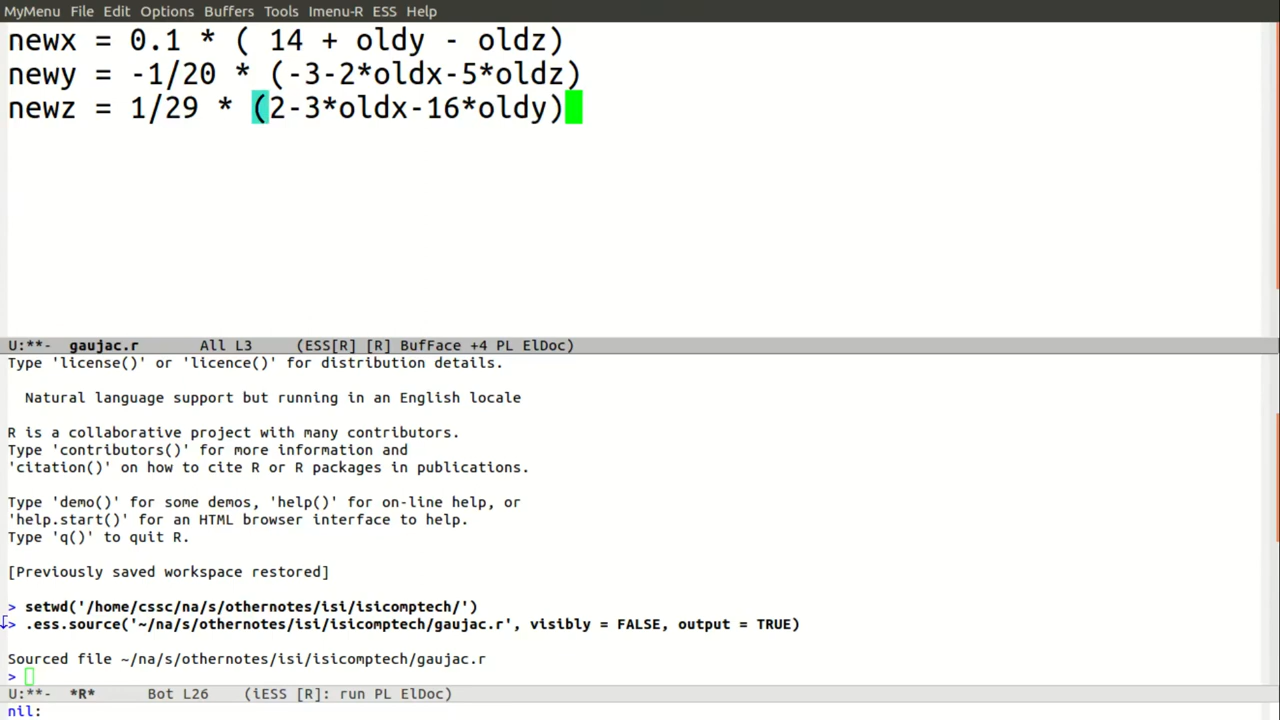 MyMenu File Edit Options Buffers Tools Imenu-R ESS Help
newx = 0.1 * ( 14 + oldy - oldz)
newy = -1/20 * (-3-2*oldx-5*oldz)
newz = 1/29 * (2-3*oldx-16*oldy)
U:**- gaujac.r All L3 (ESS[R] [R] BufFace +4 PL ElDoc)
Type 'license()' or 'licence()' for distribution details.
Natural language support but running in an English locale
R is a collaborative project with many contributors.
Type 'contributors()' for more information and
'citation()' on how to cite R or R packages in publications.
Type 'demo()' for some demos, 'help()' for on-line help, or
'help.start()' for an HTML browser interface to help.
Type 'q()' to quit R.
[Previously saved workspace restored]
> setwd('/home/cssc/na/s/othernotes/isi/isicomptech/')
> .ess.source('~/na/s/othernotes/isi/isicomptech/gaujac.r', visibly = FALSE, output = TRUE)
Sourced file ~/na/s/othernotes/isi/isicomptech/gaujac.r
>
U:**- *R* Bot L26 (iESS [R]: run PL ElDoc)
nil: